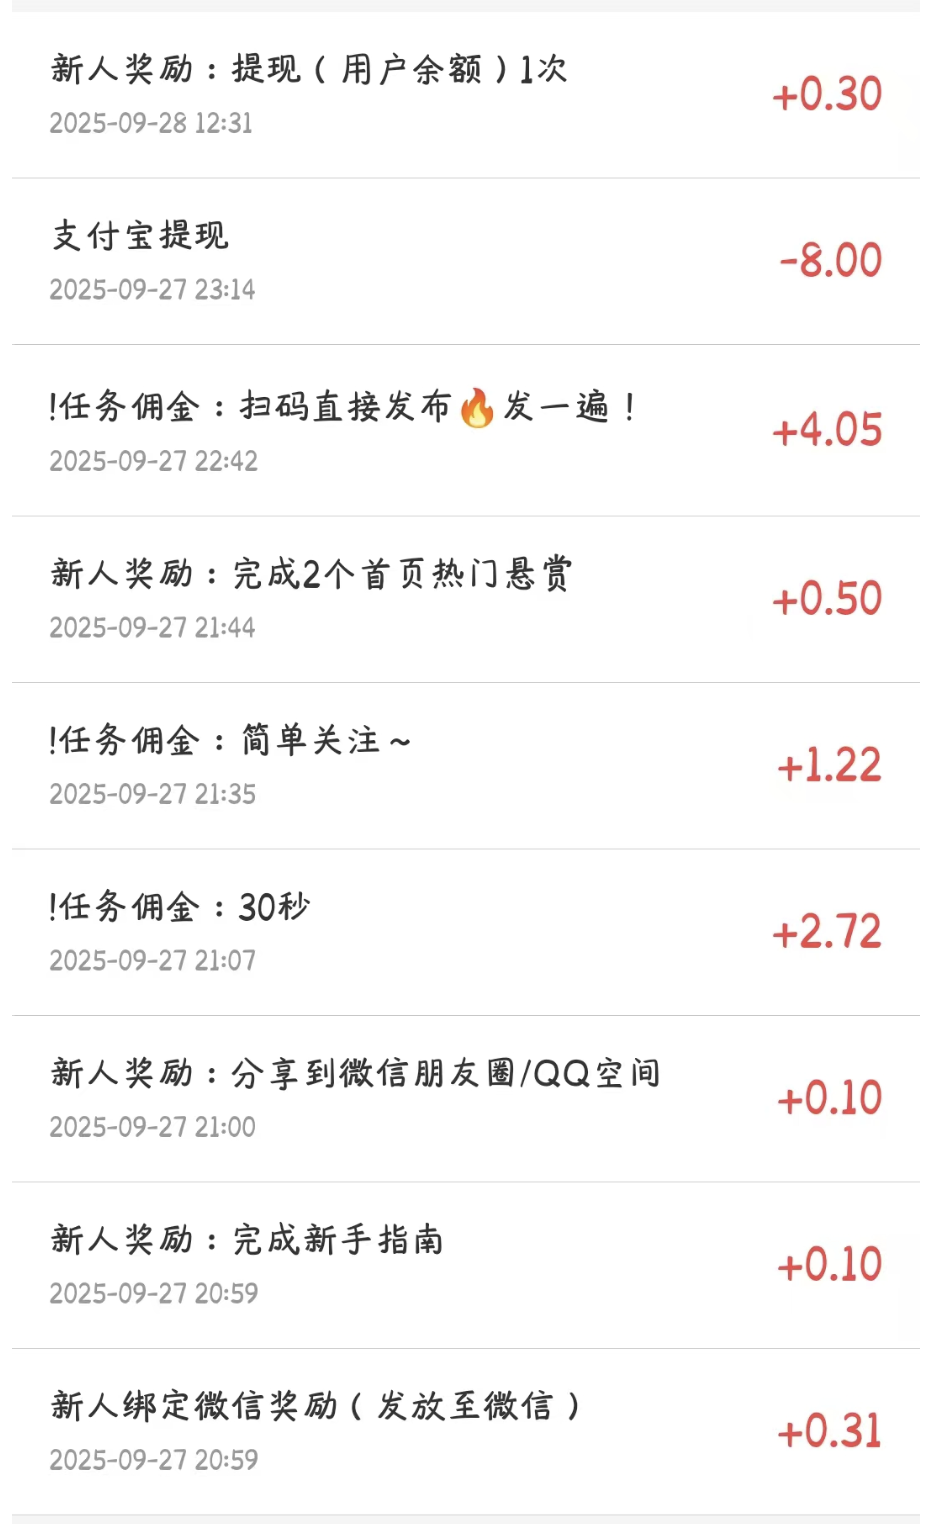 新人奖励：提现（用户余额）1次
+0.30
2025-09-28 12:31
支付宝提现
-8.00
2025-09-27 23:14
!任务佣金：扫码直接发布🔥发一遍！
+4.05
2025-09-27 22:42
新人奖励：完成2个首页热门悬赏
+0.50
2025-09-27 21:44
!任务佣金：简单关注～
+1.22
2025-09-27 21:35
!任务佣金：30秒
+2.72
2025-09-27 21:07
新人奖励：分享到微信朋友圈/QQ空间
+0.10
2025-09-27 21:00
新人奖励：完成新手指南
+0.10
2025-09-27 20:59
新人绑定微信奖励（发放至微信）
+0.31
2025-09-27 20:59